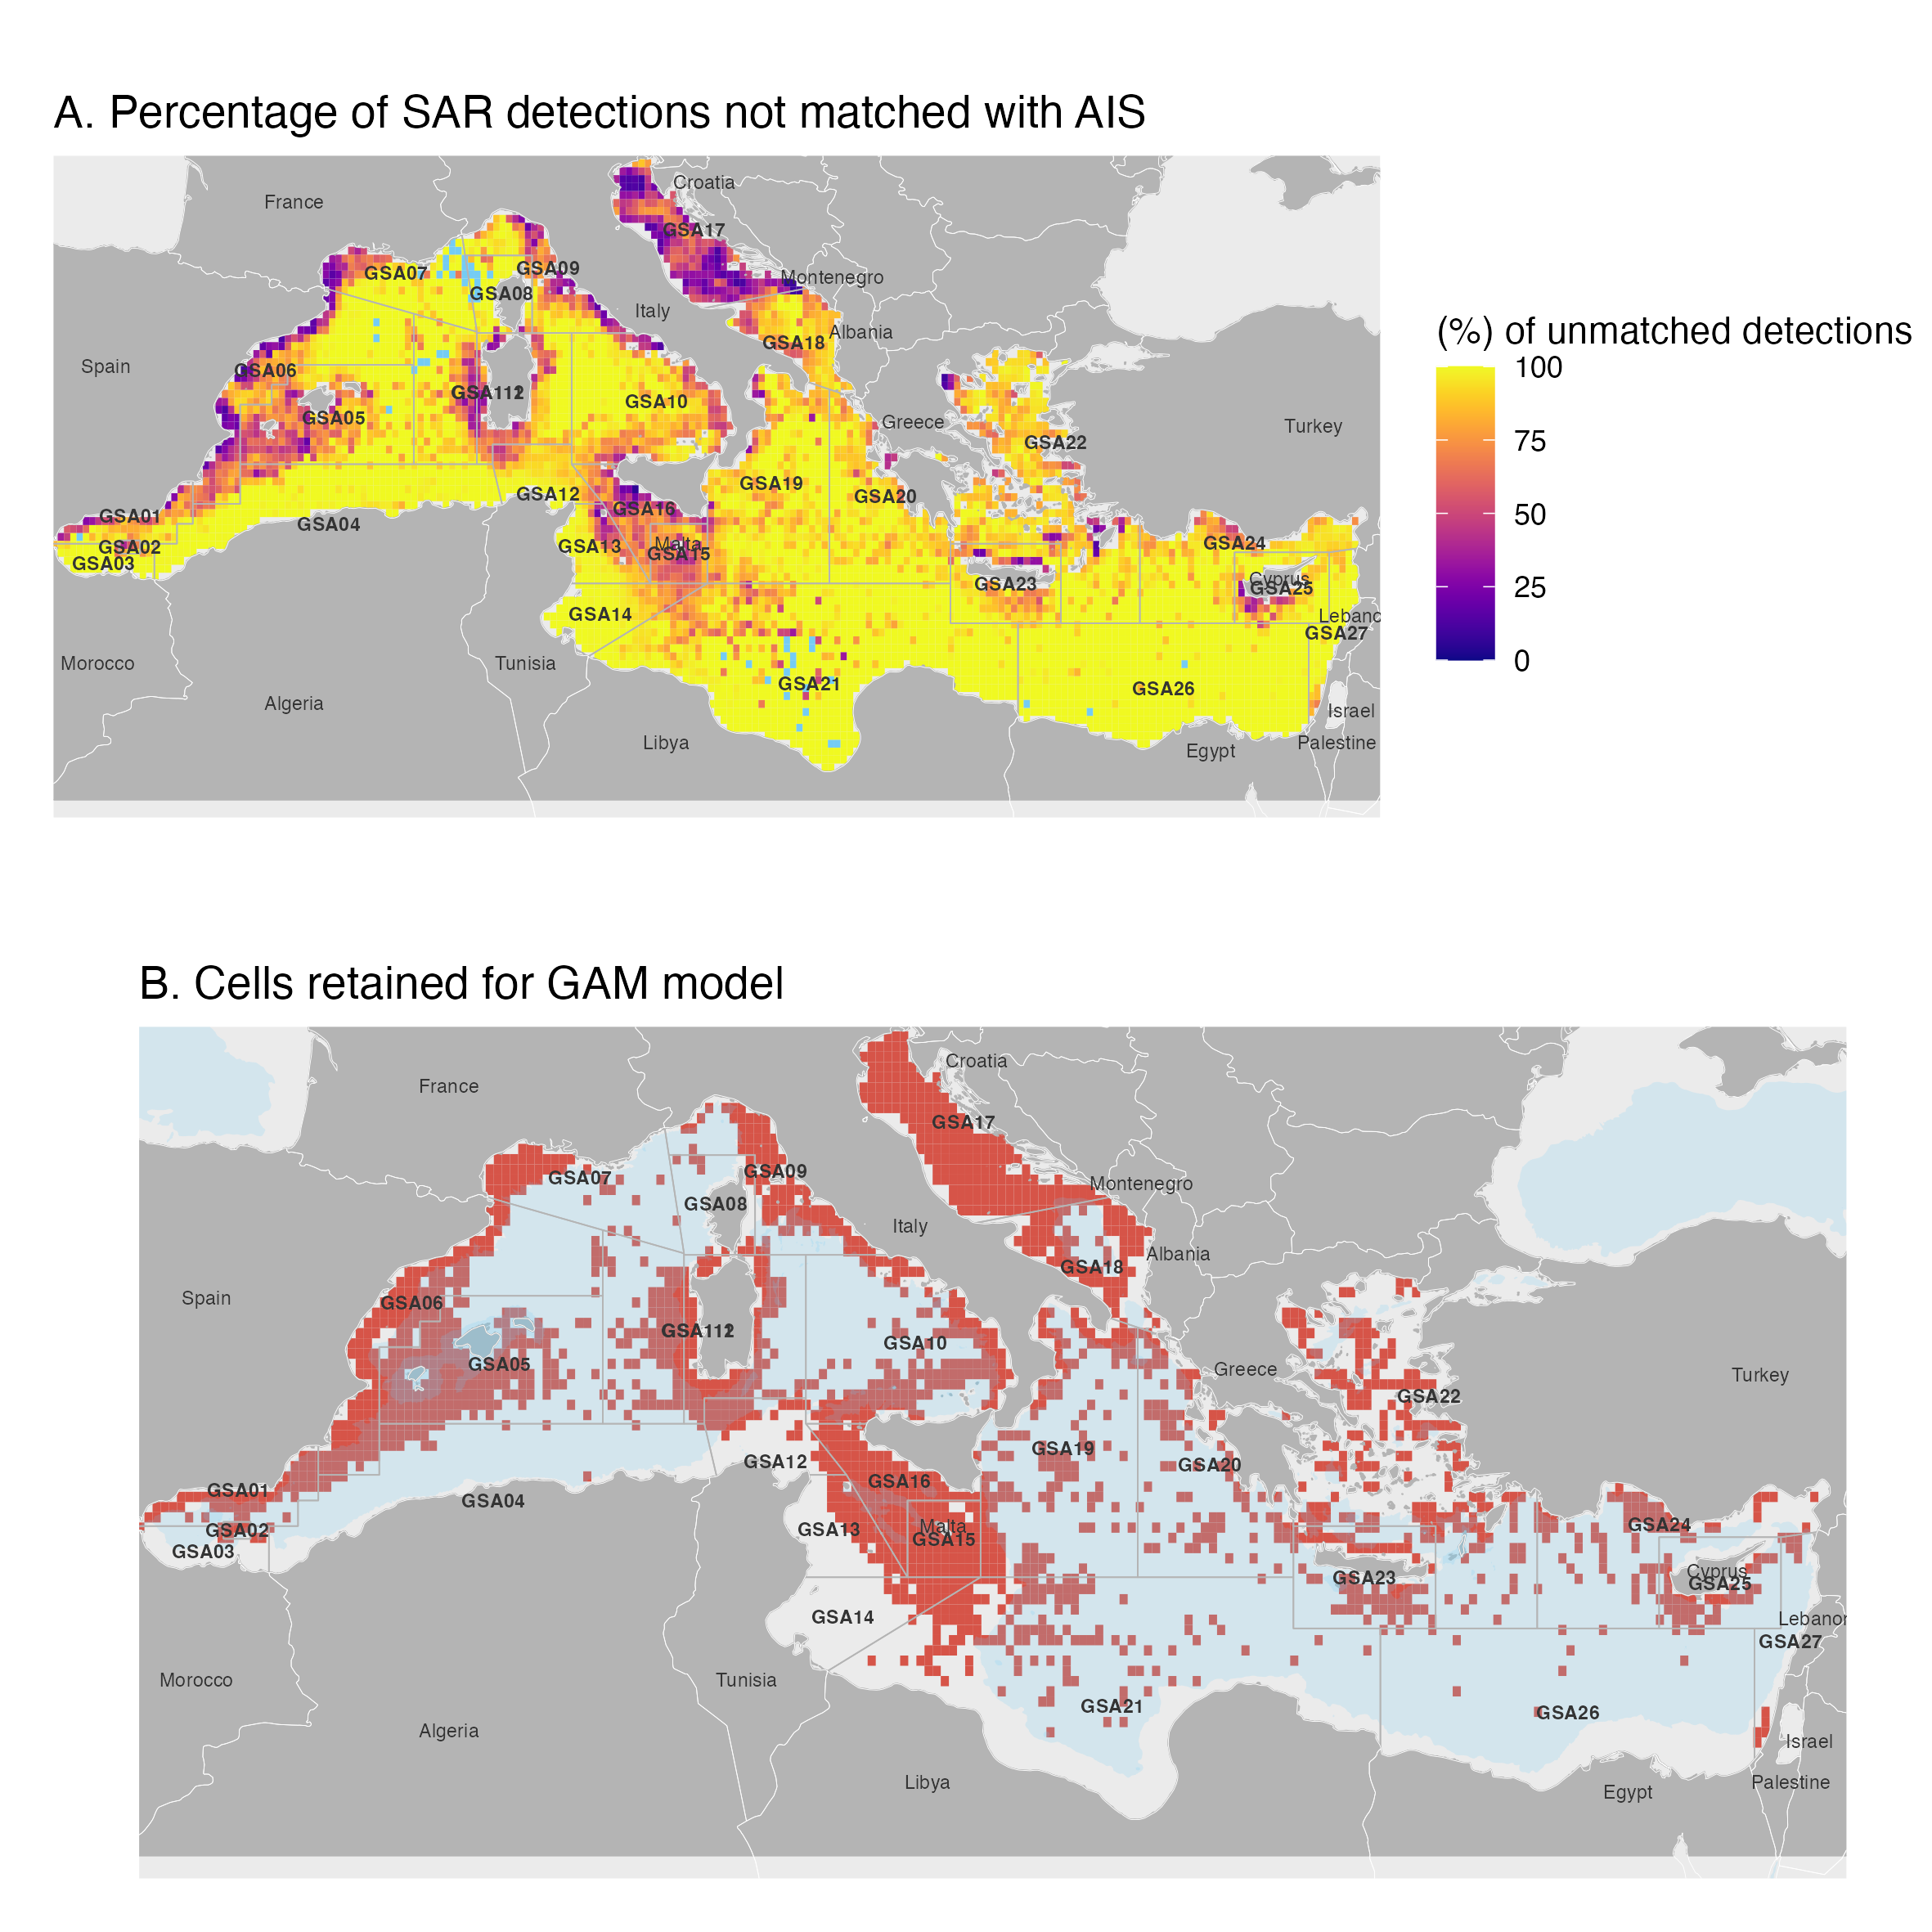 A. Percentage of SAR detections not matched with AIS
Croatia
France
GSA17
GSA07
GSA09
Montenegro
GSA08
Italy
Albania
GSA18
Spain
GSA06
GSA10
GSA05
Greece
Turkey
GSA22
GSA19
GSA12
GSA20
GSA16
GSA01
GSA04
GSA13
Malta
GSA15
GSA02
GSA03
GSA24
Cyprus
GSA25
GSA23
GSA14
Lebano
GSA27
Morocco
Tunisia
GSA21
GSA26
Algeria
Israel
Libya
Egypt
Palestine
(%) of unmatched detections
100
75
50
25
0
B. Cells retained for GAM model
Croatia
France
GSA17
GSA07
GSA09
Montenegro
GSA08
Italy
Albania
GSA18
Spain
GSA06
GSA10
GSA05
Greece
Turkey
GSA22
GSA19
GSA12
GSA20
GSA16
GSA01
GSA04
GSA13
Malta
GSA15
GSA02
GSA03
GSA24
Cyprus
GSA25
GSA23
GSA14
Lebanon
GSA27
Morocco
Tunisia
GSA21
GSA26
Algeria
Israel
Libya
Egypt
Palestine